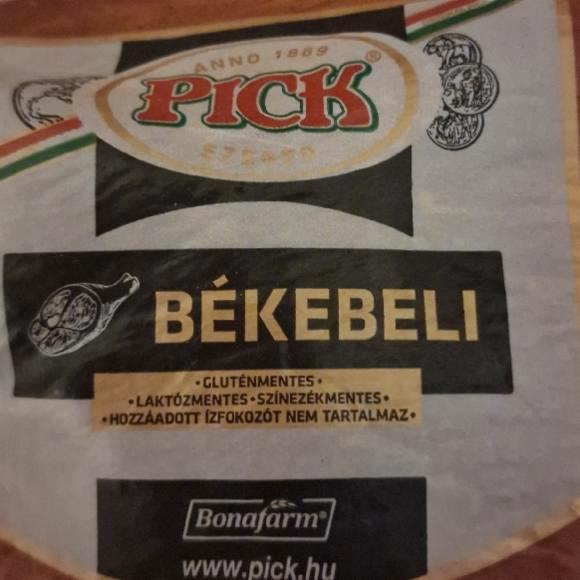 ANNO 1869
PICK®
SZEGED
BÉKEBELI
•GLUTÉNMENTES•
•LAKTÓZMENTES•SZÍNEZÉKMENTES•
•HOZZÁADOTT ÍZFOKOZÓT NEM TARTALMAZ•
Bonafarm®
www.pick.hu